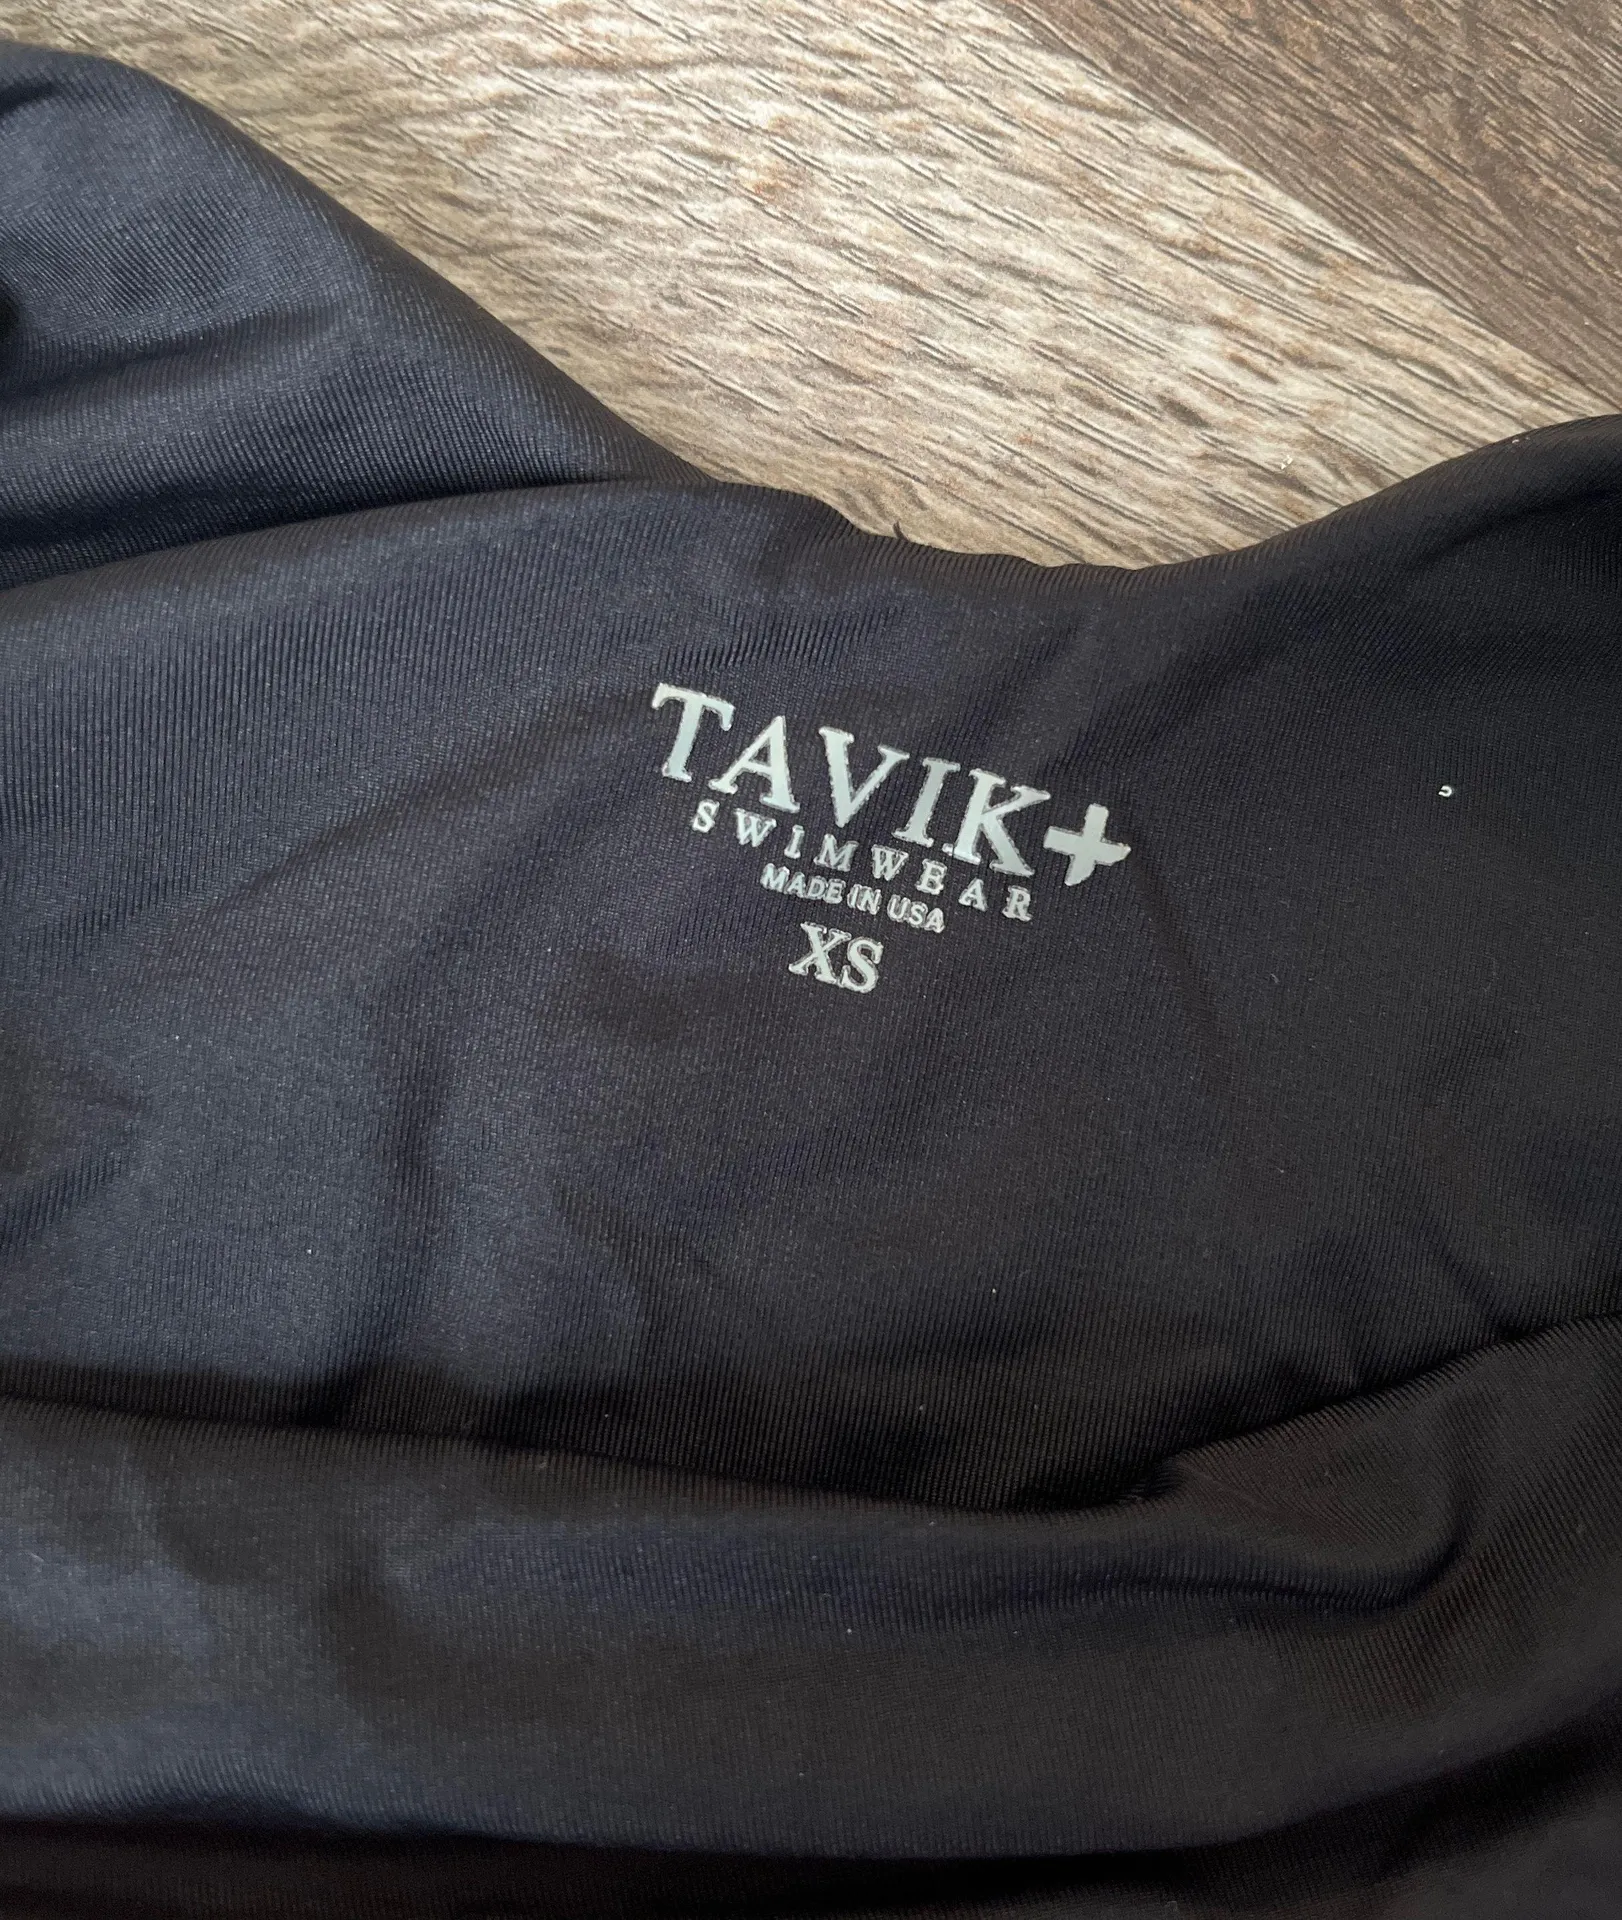 TAVIK+
SWIMWEAR
MADE IN USA
XS